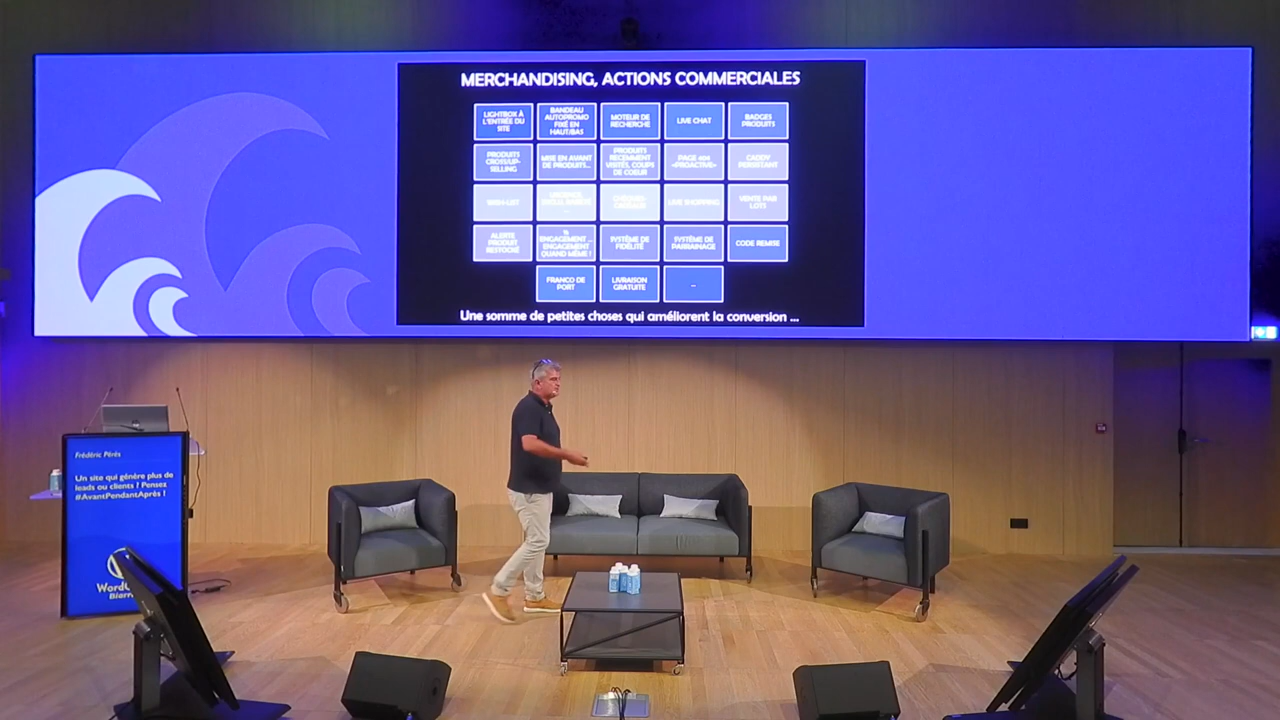 MERCHANDISING, ACTIONS COMMERCIALES
LIGHTBOX À
L'ENTRÉE DU
SITE
BANDEAU
AUTOPROMO
FIXÉ EN
HAUT/BAS
MOTEUR DE
RECHERCHE
LIVE CHAT
BADGES
PRODUITS
PRODUITS
CROSS/UP-
SELLING
MISE EN AVANT
DE PRODUITS...
PRODUITS
RECEMMENT
VISITÉS, COUPS
DE COEUR
PAGE 404
«PROACTIVE»
CADDY
PERSISTANT
WISH-LIST
CHÈQUES-
CADEAUX
LIVE SHOPPING
VENTE PAR
LOTS
ALERTE
PRODUIT
RESTOCKÉ
%
ENGAGEMENT ...
ENGAGEMENT
QUAND MÊME !
SYSTÈME DE
FIDÉLITÉ
SYSTÈME DE
PARRAINAGE
CODE REMISE
FRANCO DE
PORT
LIVRAISON
GRATUITE
...
Une somme de petites choses qui améliorent la conversion ...
Frédéric Pérès
Un site qui génère plus de
leads ou clients ? Pensez
#AvantPendantAprès !